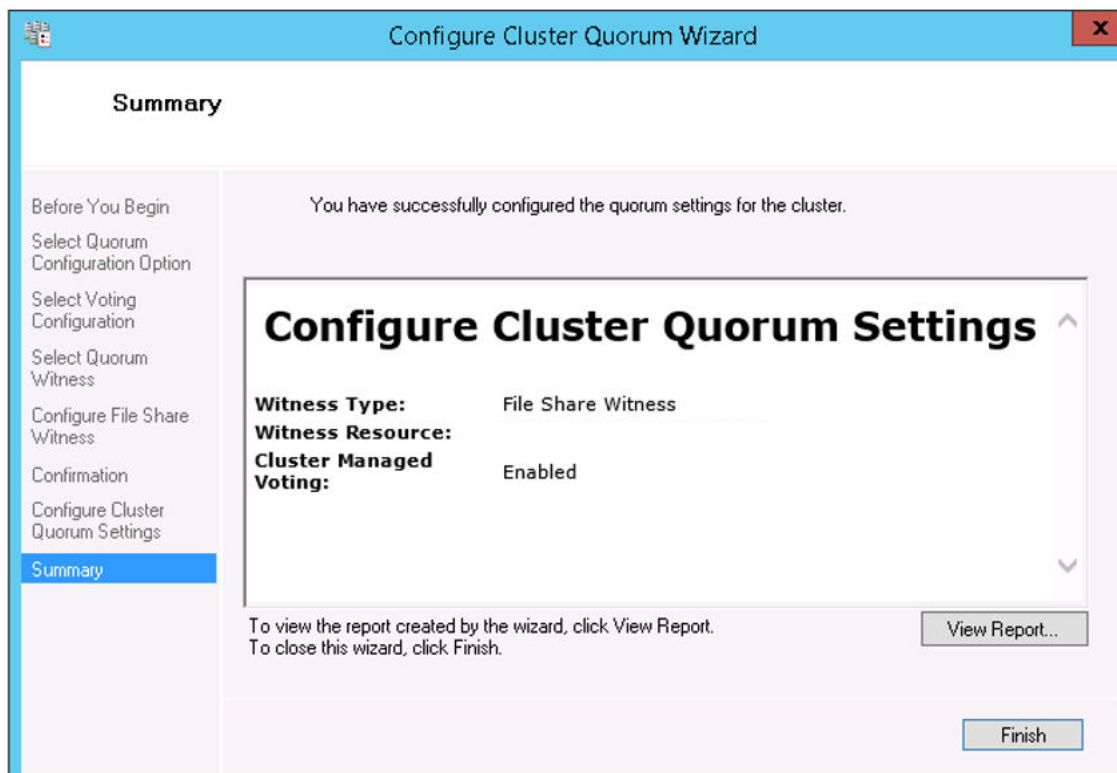 Configure Cluster Quorum Wizard
x
Summary
Before You Begin
Select Quorum
Configuration Option
Select Voting
Configuration
Select Quorum
Witness
Configure File Share
Witness
Confirmation
Configure Cluster
Quorum Settings
Summary
You have successfully configured the quorum settings for the cluster.
Configure Cluster Quorum Settings
Witness Type: File Share Witness
Witness Resource:
Cluster Managed
Voting: Enabled
To view the report created by the wizard, click View Report.
To close this wizard, click Finish.
View Report...
Finish